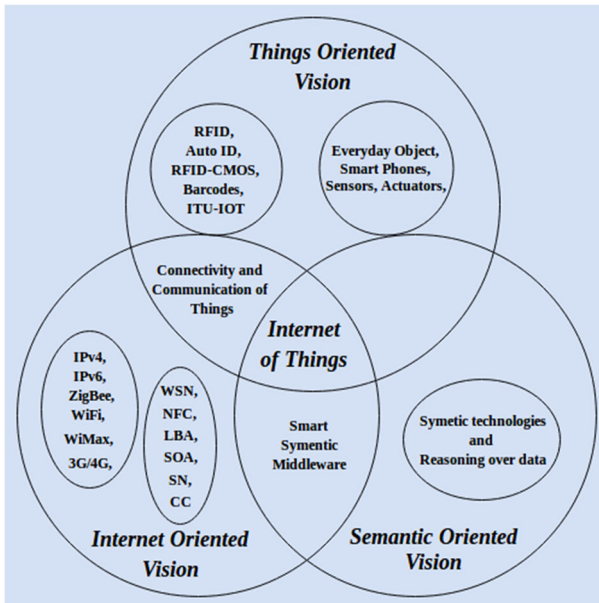 Things Oriented
Vision
RFID,
Auto ID,
RFID-CMOS,
Barcodes,
ITU-IOT
Everyday Object,
Smart Phones,
Sensors, Actuators,
Connectivity and
Communication of
Things
Internet
of Things
IPv4,
IPv6,
ZigBee,
WiFi,
WiMax,
3G/4G,
WSN,
NFC,
LBA,
SOA,
SN,
CC
Smart
Symentic
Middleware
Symetic technologies
and
Reasoning over data
Internet Oriented
Vision
Semantic Oriented
Vision